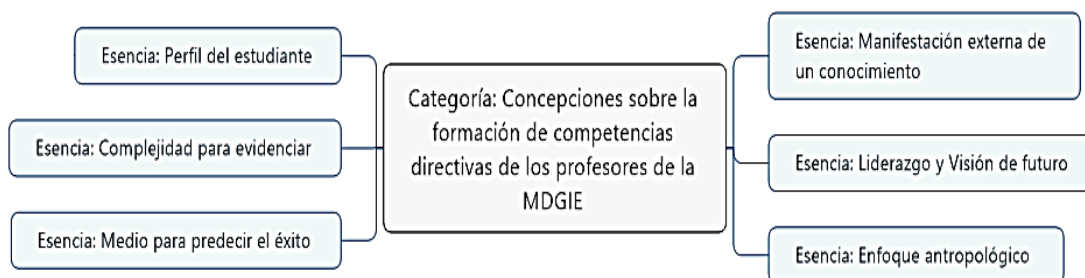 Esencia: Perfil del estudiante
Esencia: Complejidad para evidenciar
Esencia: Medio para predecir el éxito
Categoría: Concepciones sobre la
formación de competencias
directivas de los profesores de la
MDGIE
Esencia: Manifestación externa de
un conocimiento
Esencia: Liderazgo y Visión de futuro
Esencia: Enfoque antropológico